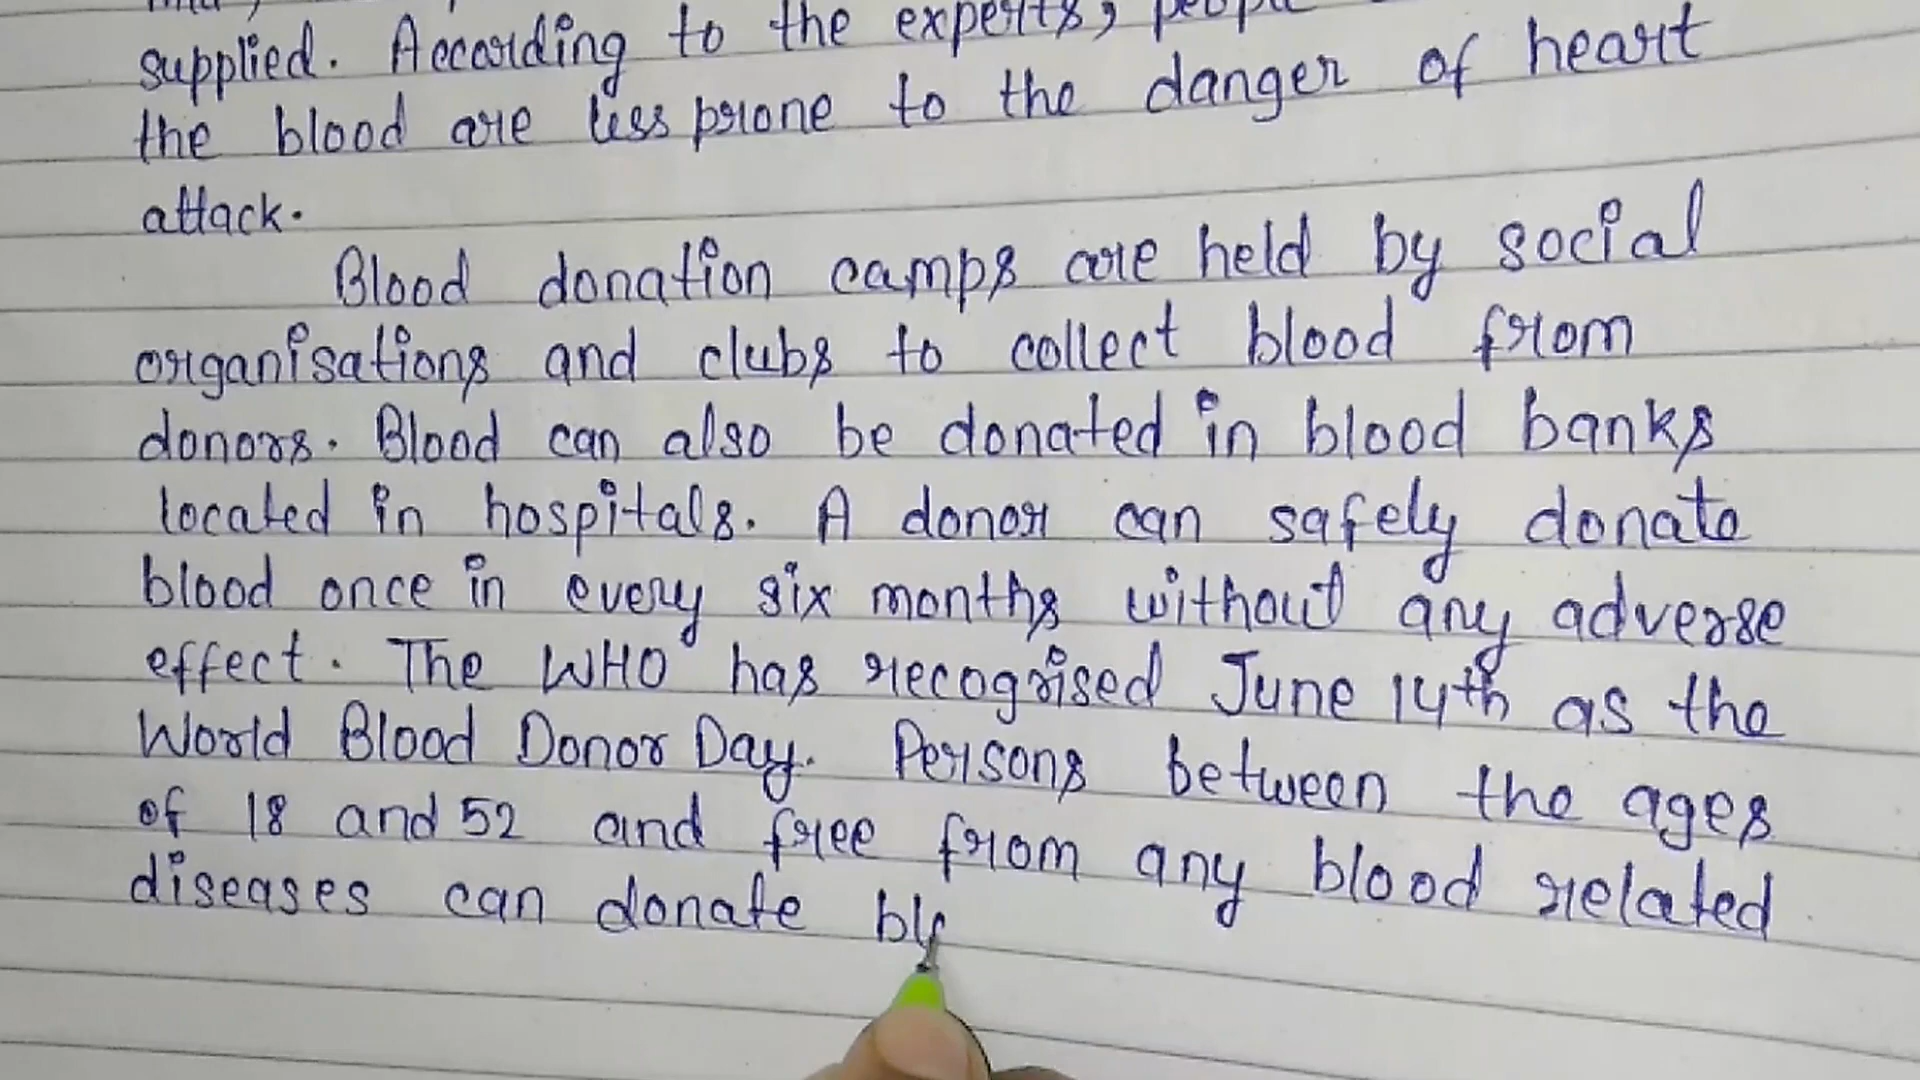 supplied. According to the experts,
the blood are less prone to the danger of heart
attack.
Blood donation camps are held by social
organisations and clubs to collect blood from
donors. Blood can also be donated in blood banks
located in hospitals. A donor can safely donate
blood once in every six months without any adverse
effect. The WHO has recognised June 14th as the
World Blood Donor Day. Persons between the ages
of 18 and 52 and free from any blood related
diseases can donate